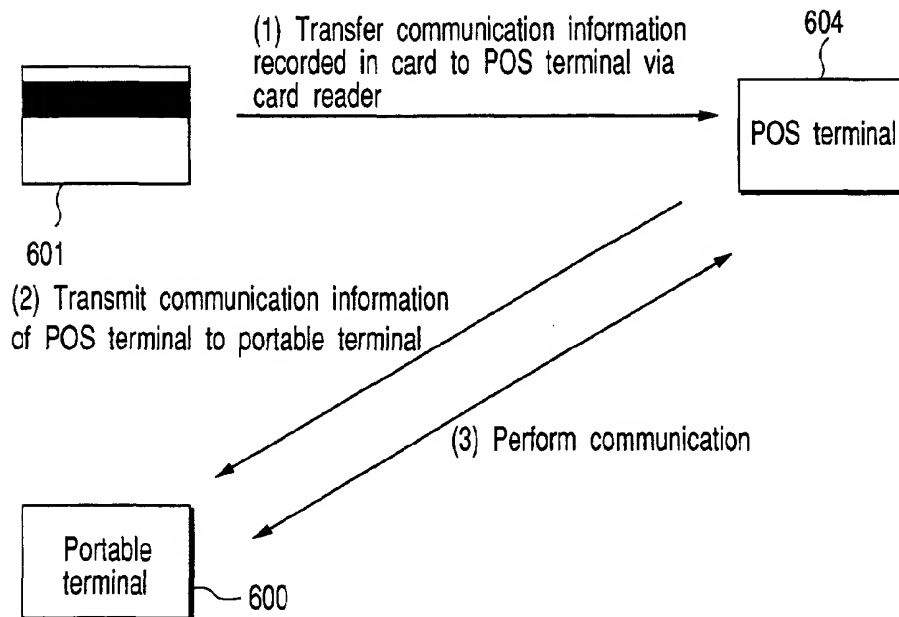 (1) Transfer communication information
recorded in card to POS terminal via
card reader
604
POS terminal
601
(2) Transmit communication information
of POS terminal to portable terminal
(3) Perform communication
Portable
terminal
600